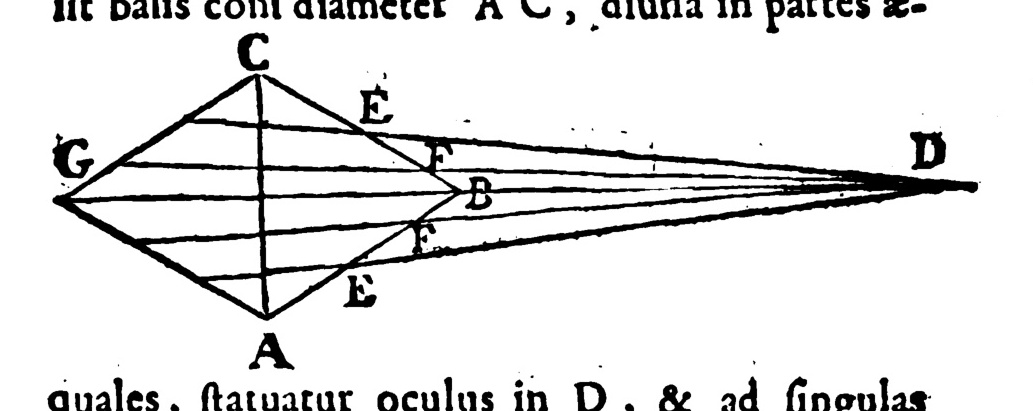 sit basis coni diameter A C, diuisa in partes æ-
C
E
G
F
D
B
F
E
A
quales, ſtatuatur oculus in D, & ad ſingulas